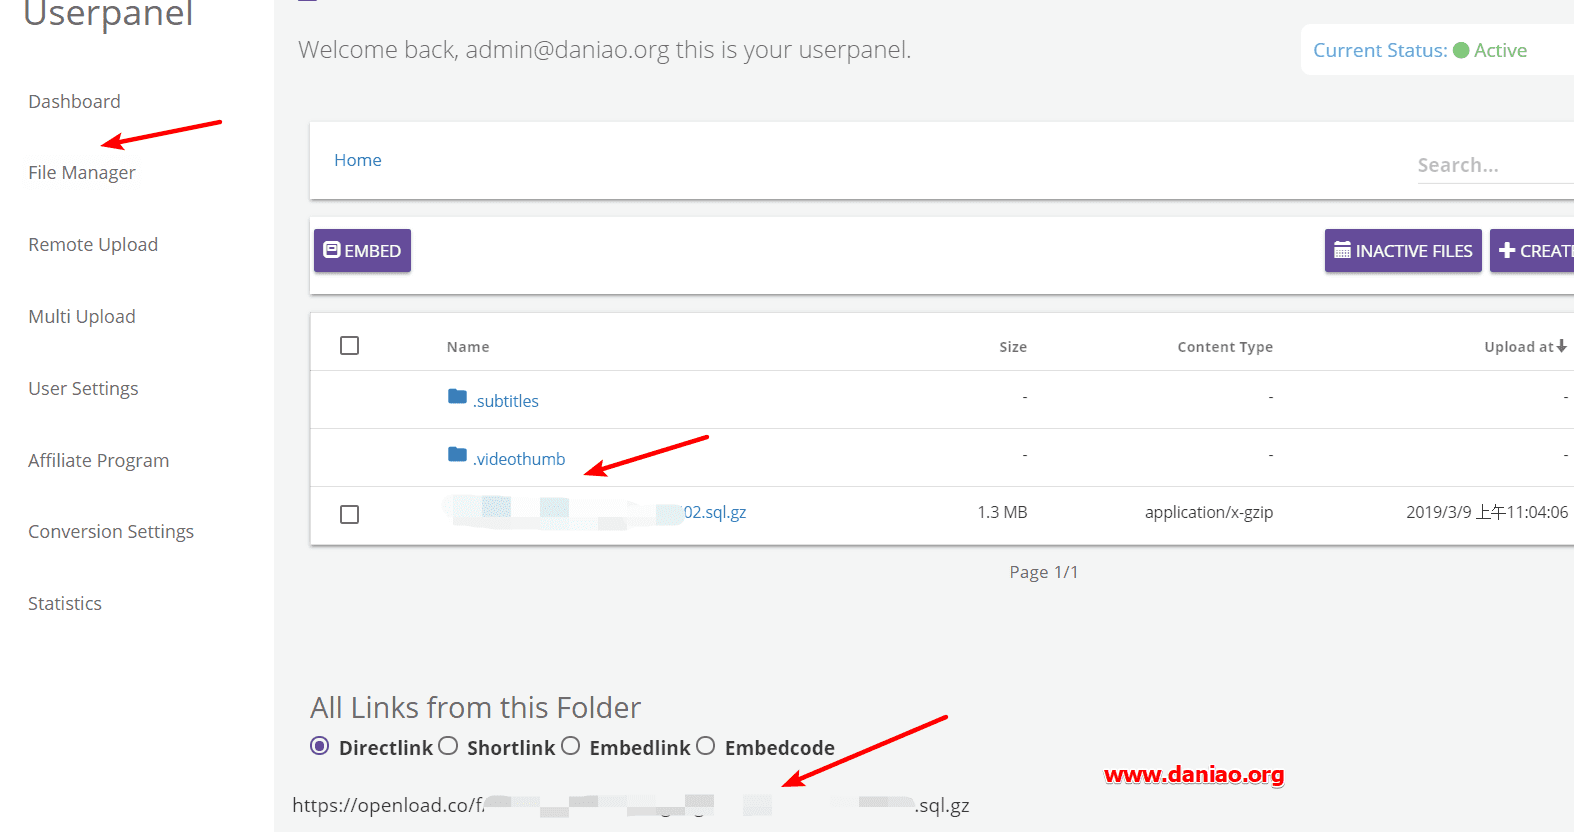 Userpanel
Welcome back, admin@daniao.org this is your userpanel.
Current Status: Active
Dashboard
File Manager
Remote Upload
Multi Upload
User Settings
Affiliate Program
Conversion Settings
Statistics
Home
Search...
EMBED
INACTIVE FILES
CREATE
Name Size Content Type Upload at
.subtitles - - -
.videothumb - - -
02.sql.gz 1.3 MB application/x-gzip 2019/3/9 上午11:04:06
Page 1/1
All Links from this Folder
Directlink Shortlink Embedlink Embedcode
www.daniao.org
https://openload.co/f/ .sql.gz